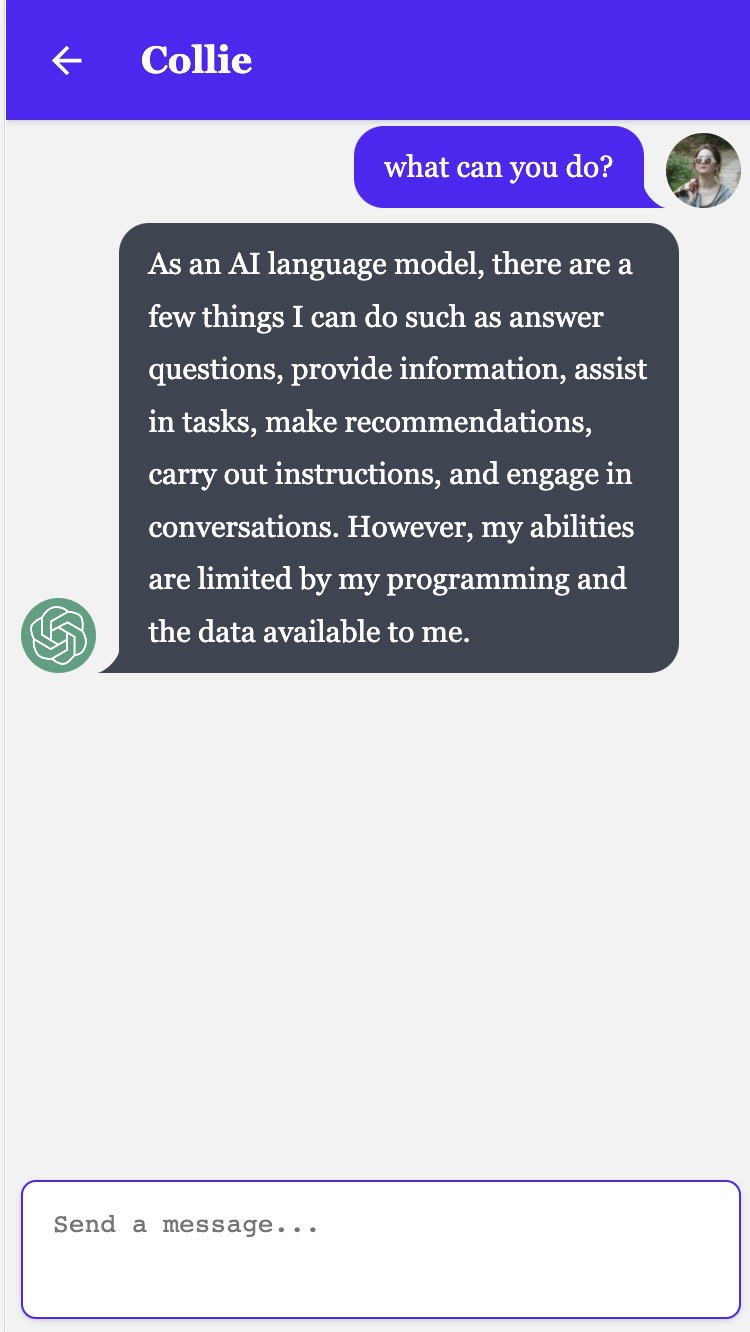 Collie
what can you do?
As an AI language model, there are a
few things I can do such as answer
questions, provide information, assist
in tasks, make recommendations,
carry out instructions, and engage in
conversations. However, my abilities
are limited by my programming and
the data available to me.
Send a message...